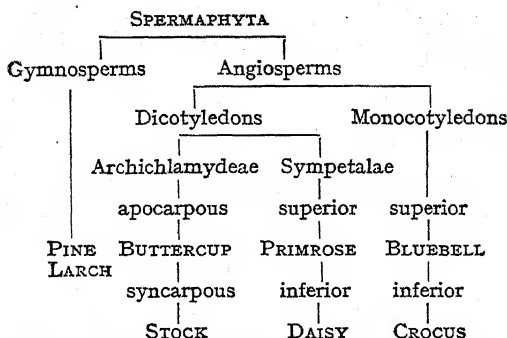 SPERMAPHYTA
Gymnosperms Angiosperms
Dicotyledons Monocotyledons
Archichlamydeae Sympetalae
apocarpous superior superior
PINE BUTTERCUP PRIMROSE BLUEBELL
LARCH
syncarpous inferior inferior
STOCK DAISY CROCUS